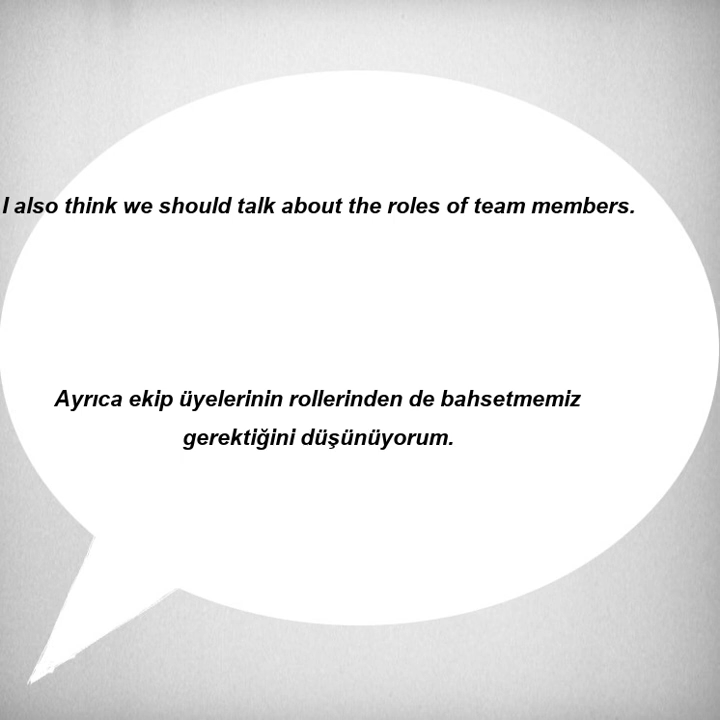 I also think we should talk about the roles of team members.
Ayrıca ekip üyelerinin rollerinden de bahsetmemiz
gerektiğini düşünüyorum.